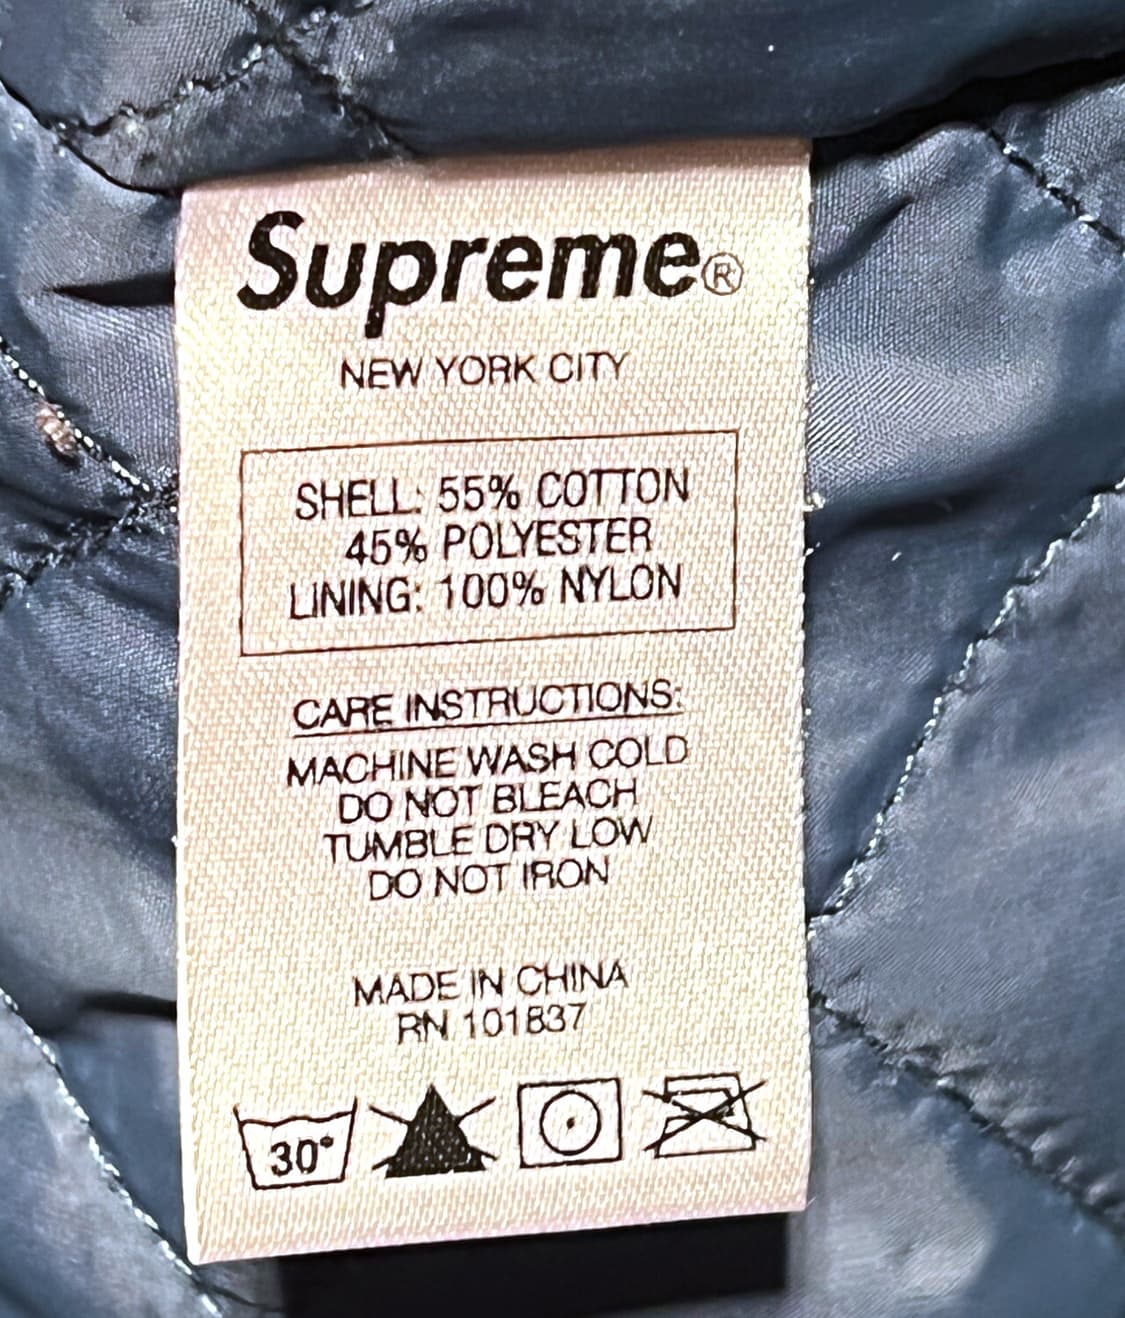 Supreme®
NEW YORK CITY
SHELL: 55% COTTON
45% POLYESTER
LINING: 100% NYLON
CARE INSTRUCTIONS:
MACHINE WASH COLD
DO NOT BLEACH
TUMBLE DRY LOW
DO NOT IRON
MADE IN CHINA
RN 101837
30°